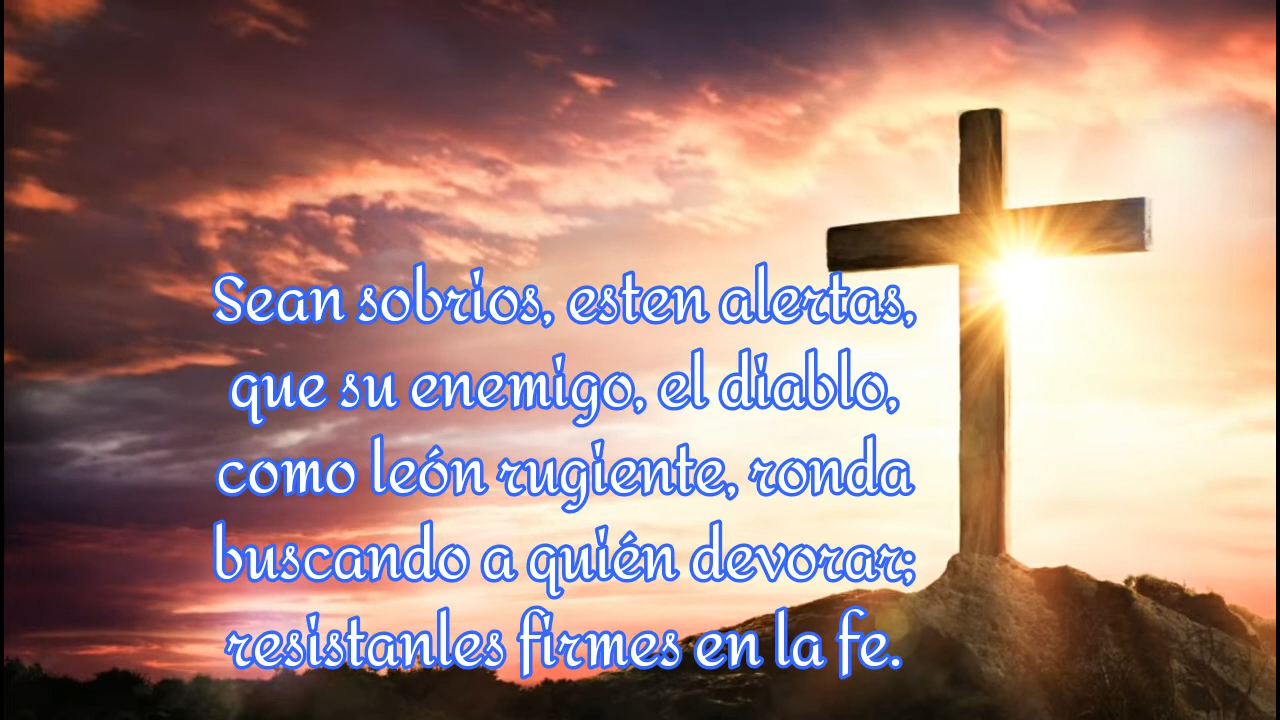 Sean sobrios, esten alertas,
que su enemigo, el diablo,
como león rugiente, ronda
buscando a quién devorar;
resistanles firmes en la fe.